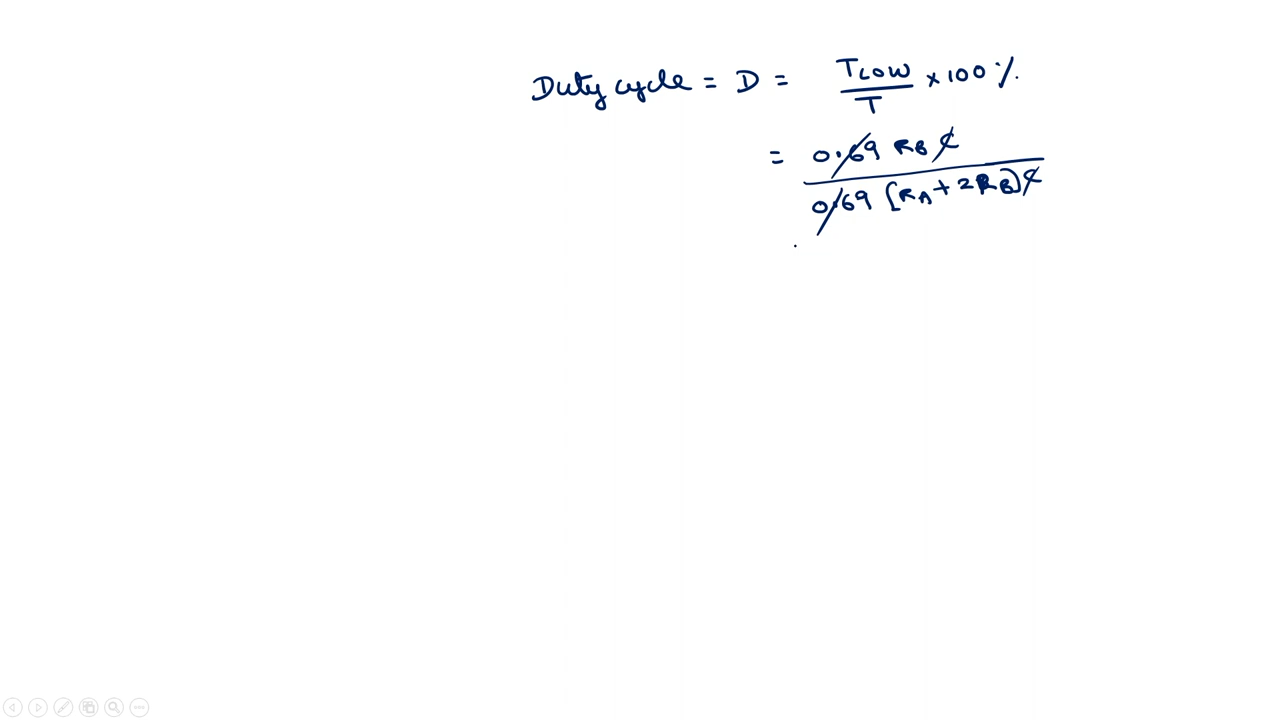 Duty cycle = D = TLOW/T × 100 %.
= 0.69 RB C / 0.69 [RA + 2RB] C